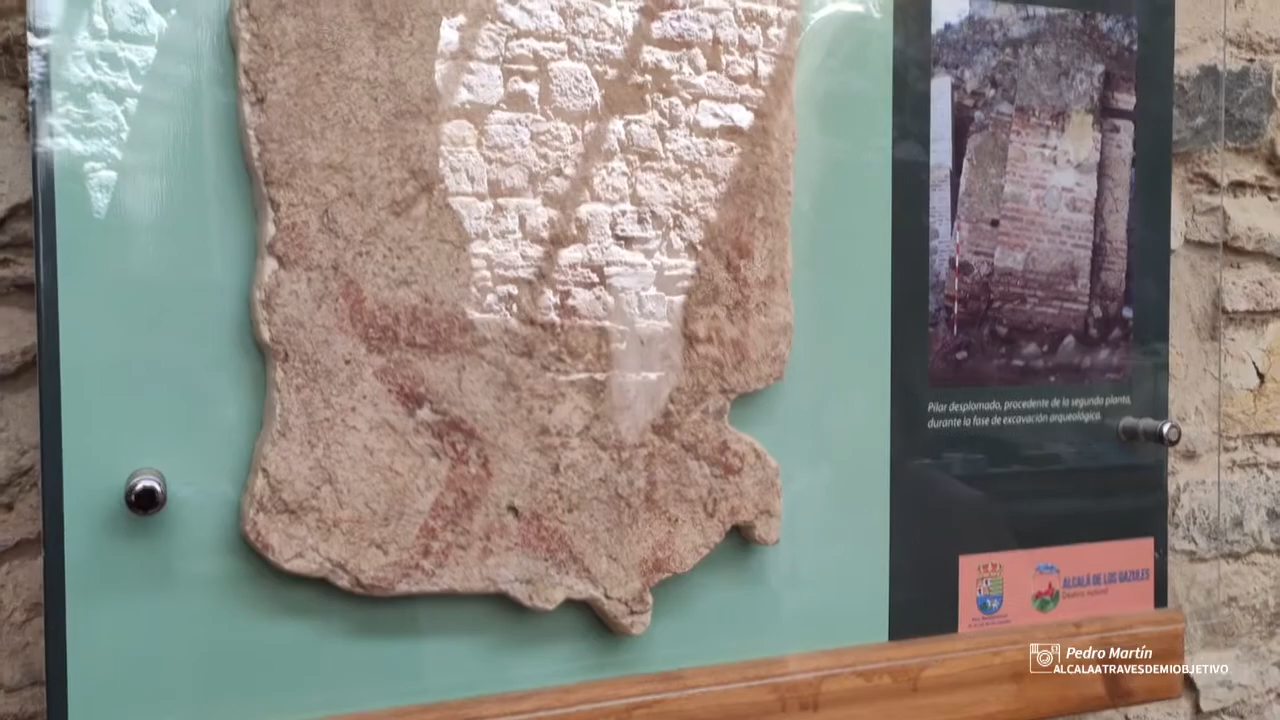 Pilar desplomado, procedente de la segunda planta,
durante la fase de excavación arqueológica.
ALCALÁ DE LOS GAZULES
Pedro Martín
ALCALAATRAVESDEMIOBJETIVO